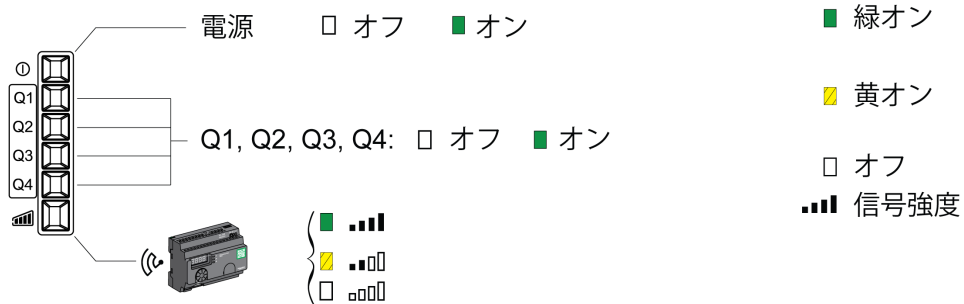 電源 オフ オン
Q1
Q2
Q3
Q4
Q1, Q2, Q3, Q4: オフ オン
緑オン
黄オン
オフ
信号強度